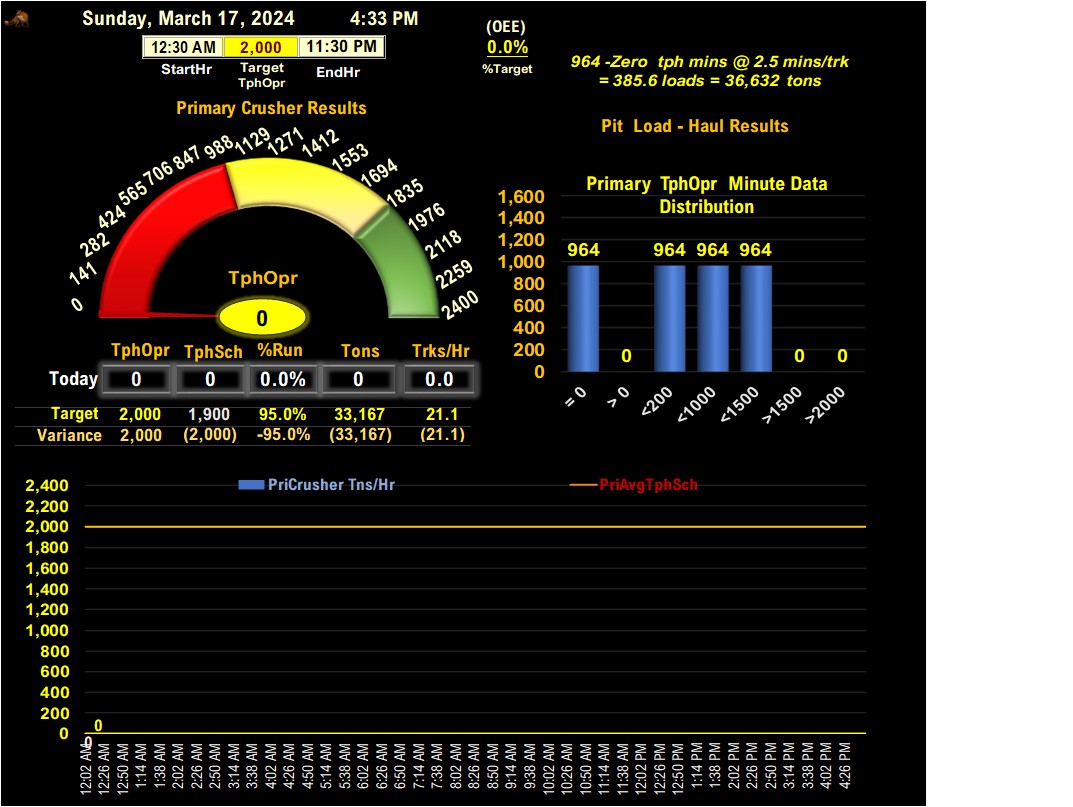 Sunday, March 17, 2024 4:33 PM
12:30 AM 2,000 11:30 PM
StartHr Target TphOpr EndHr
(OEE)
0.0%
%Target
964 -Zero tph mins @ 2.5 mins/trk
= 385.6 loads = 36,632 tons
Primary Crusher Results
0 141 282 424 565 706 847 988 1129 1271 1412 1553 1694 1835 1976 2118 2259 2400
TphOpr
0
TphOpr TphSch %Run Tons Trks/Hr
Today 0 0 0.0% 0 0.0
Target 2,000 1,900 95.0% 33,167 21.1
Variance 2,000 (2,000) -95.0% (33,167) (21.1)
Pit Load - Haul Results
Primary TphOpr Minute Data
Distribution
1,600
1,400
1,200
1,000
800
600
400
200
0
964 0 964 964 964 0 0
= 0 > 0 <200 <1000 <1500 >1500 >2000
PriCrusher Tns/Hr PriAvgTphSch
2,400
2,200
2,000
1,800
1,600
1,400
1,200
1,000
800
600
400
200
0
0
0
12:02 AM 12:26 AM 12:50 AM 1:14 AM 1:38 AM 2:02 AM 2:26 AM 2:50 AM 3:14 AM 3:38 AM 4:02 AM 4:26 AM 4:50 AM 5:14 AM 5:38 AM 6:02 AM 6:26 AM 6:50 AM 7:14 AM 7:38 AM 8:02 AM 8:26 AM 8:50 AM 9:14 AM 9:38 AM 10:02 AM 10:26 AM 10:50 AM 11:14 AM 11:38 AM 12:02 PM 12:26 PM 12:50 PM 1:14 PM 1:38 PM 2:02 PM 2:26 PM 2:50 PM 3:14 PM 3:38 PM 4:02 PM 4:26 PM